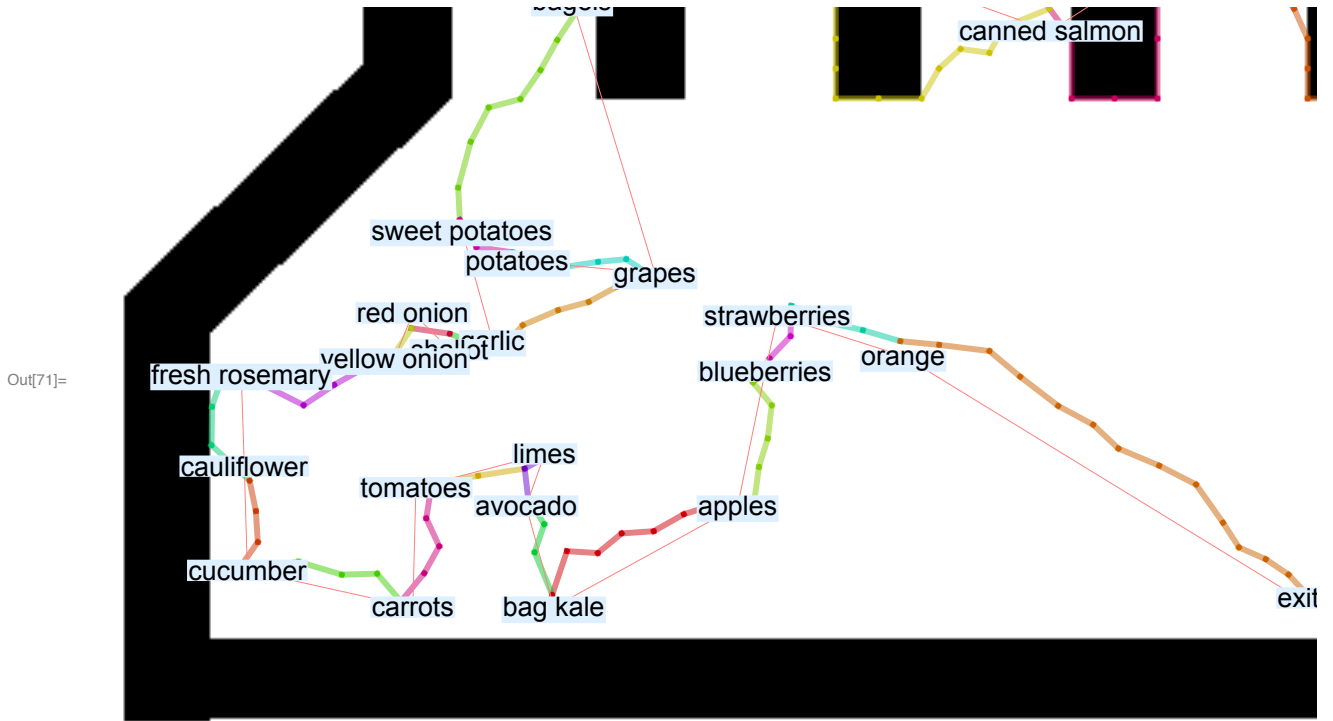 bagels
canned salmon
sweet potatoes
potatoes
grapes
red onion
strawberries
garlic
shallot
yellow onion
orange
blueberries
fresh rosemary
Out[71]=
limes
cauliflower
tomatoes
avocado
apples
cucumber
exit
carrots
bag kale